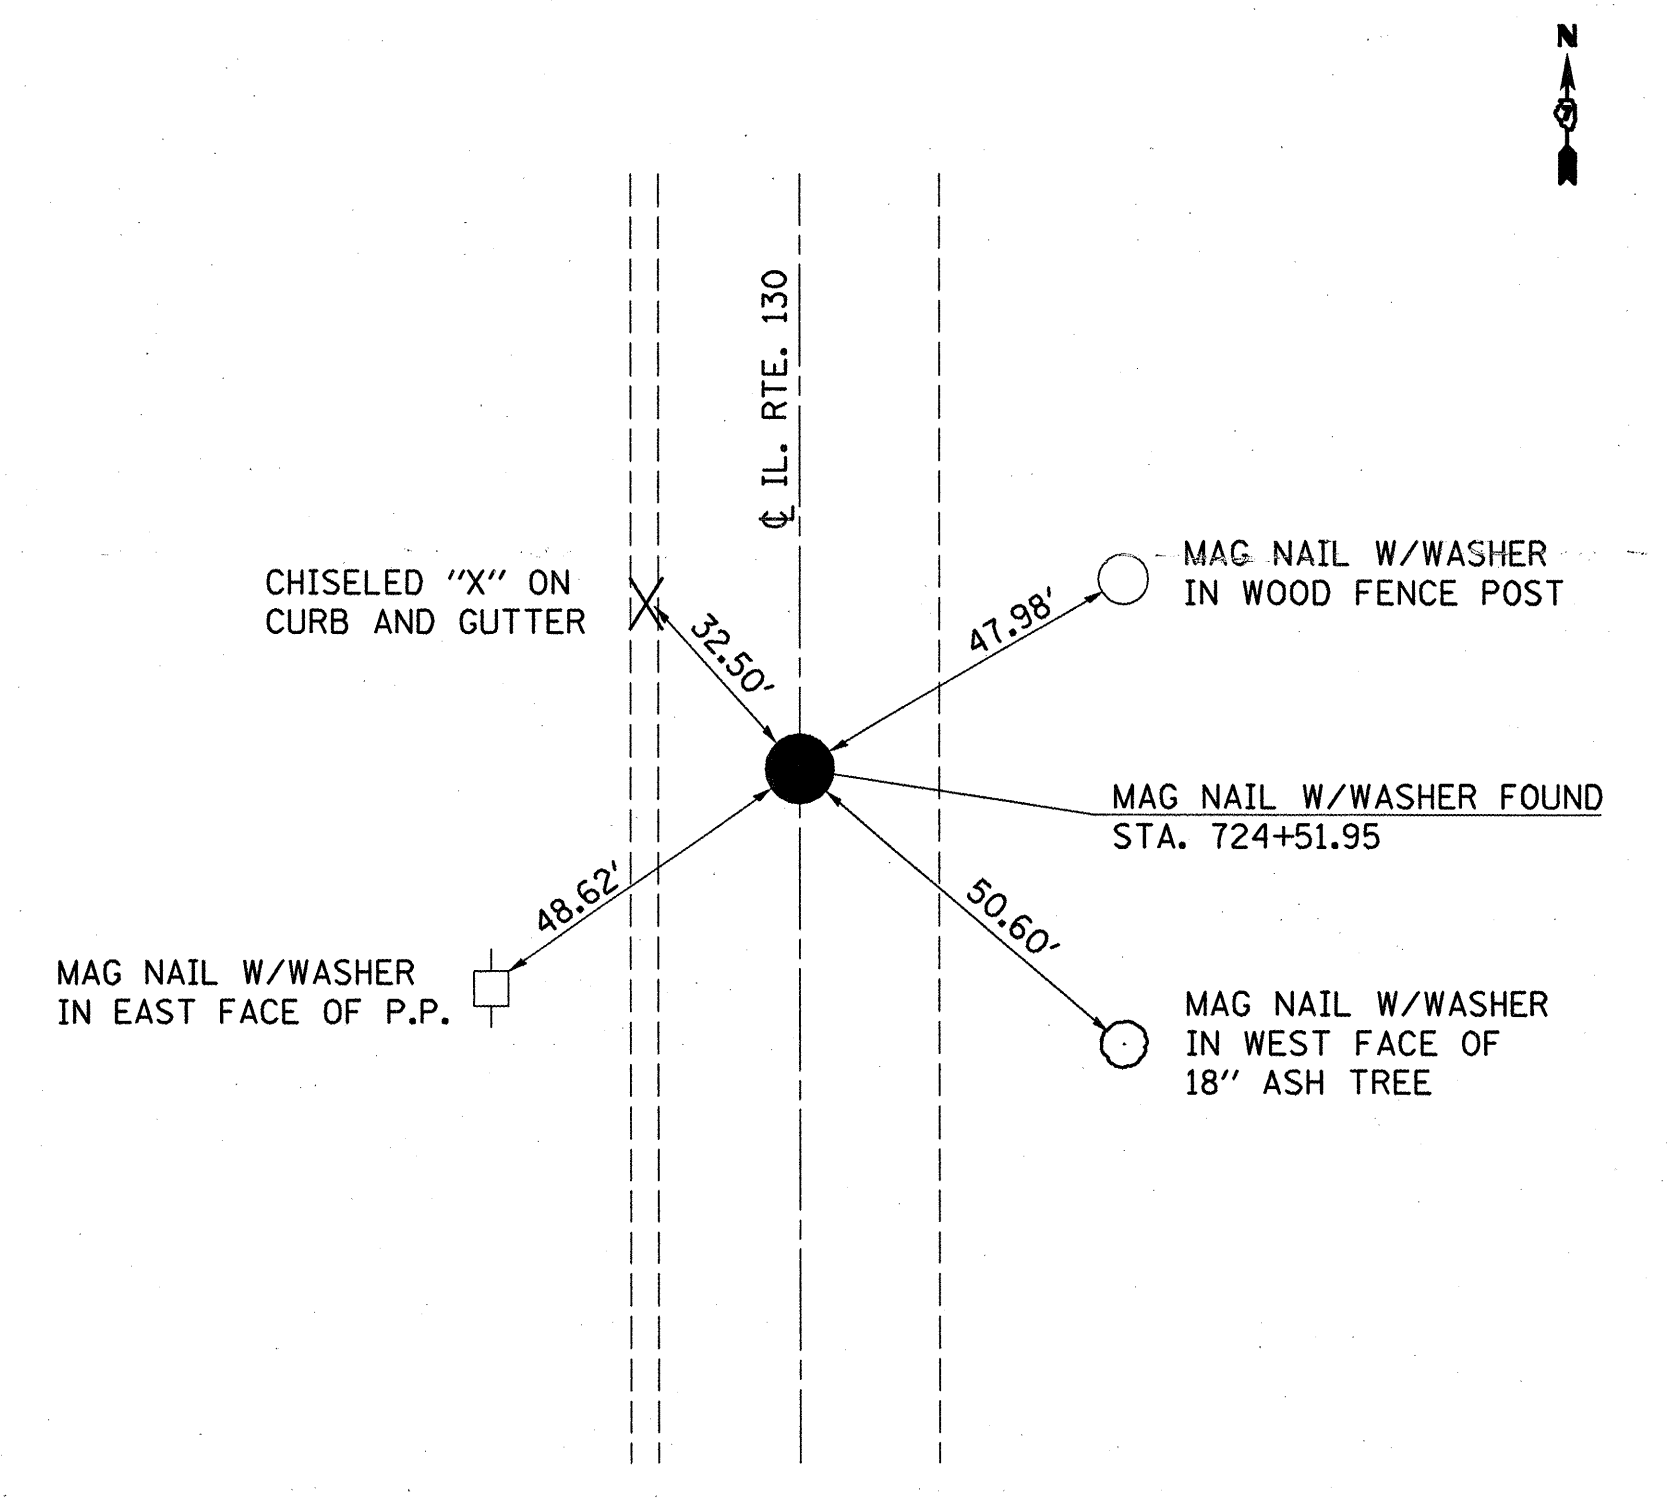 N
℄ IL. RTE. 130
CHISELED "X" ON
CURB AND GUTTER
32.50'
47.98'
MAG NAIL W/WASHER
IN WOOD FENCE POST
MAG NAIL W/WASHER FOUND
STA. 724+51.95
48.62'
50.60'
MAG NAIL W/WASHER
IN EAST FACE OF P.P.
MAG NAIL W/WASHER
IN WEST FACE OF
18" ASH TREE